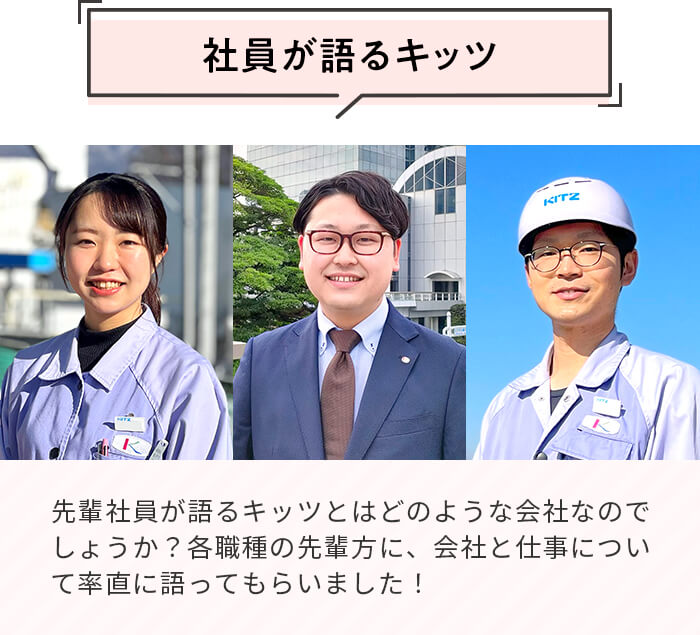 社員が語るキッツ
KITZ
KITZ
K
KITZ
K
先輩社員が語るキッツとはどのような会社なので
しょうか？各職種の先輩方に、会社と仕事につい
て率直に語ってもらいました！